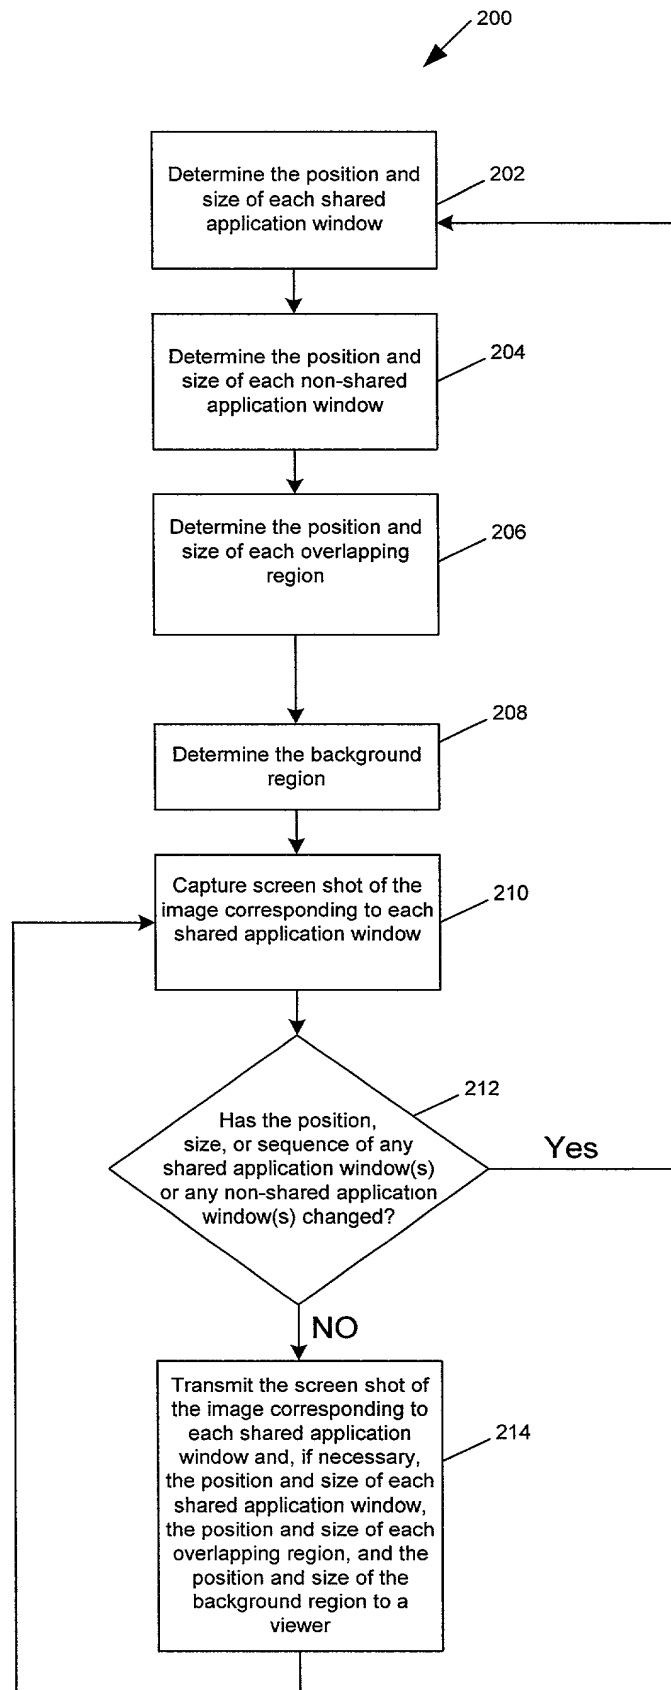 200
Determine the position and
size of each shared
application window
202
Determine the position and
size of each non-shared
application window
204
Determine the position and
size of each overlapping
region
206
Determine the background
region
208
Capture screen shot of the
image corresponding to each
shared application window
210
Has the position,
size, or sequence of any
shared application window(s)
or any non-shared application
window(s) changed?
212
Yes
NO
Transmit the screen shot of
the image corresponding to
each shared application
window and, if necessary,
the position and size of each
shared application window,
the position and size of each
overlapping region, and the
position and size of the
background region to a
viewer
214